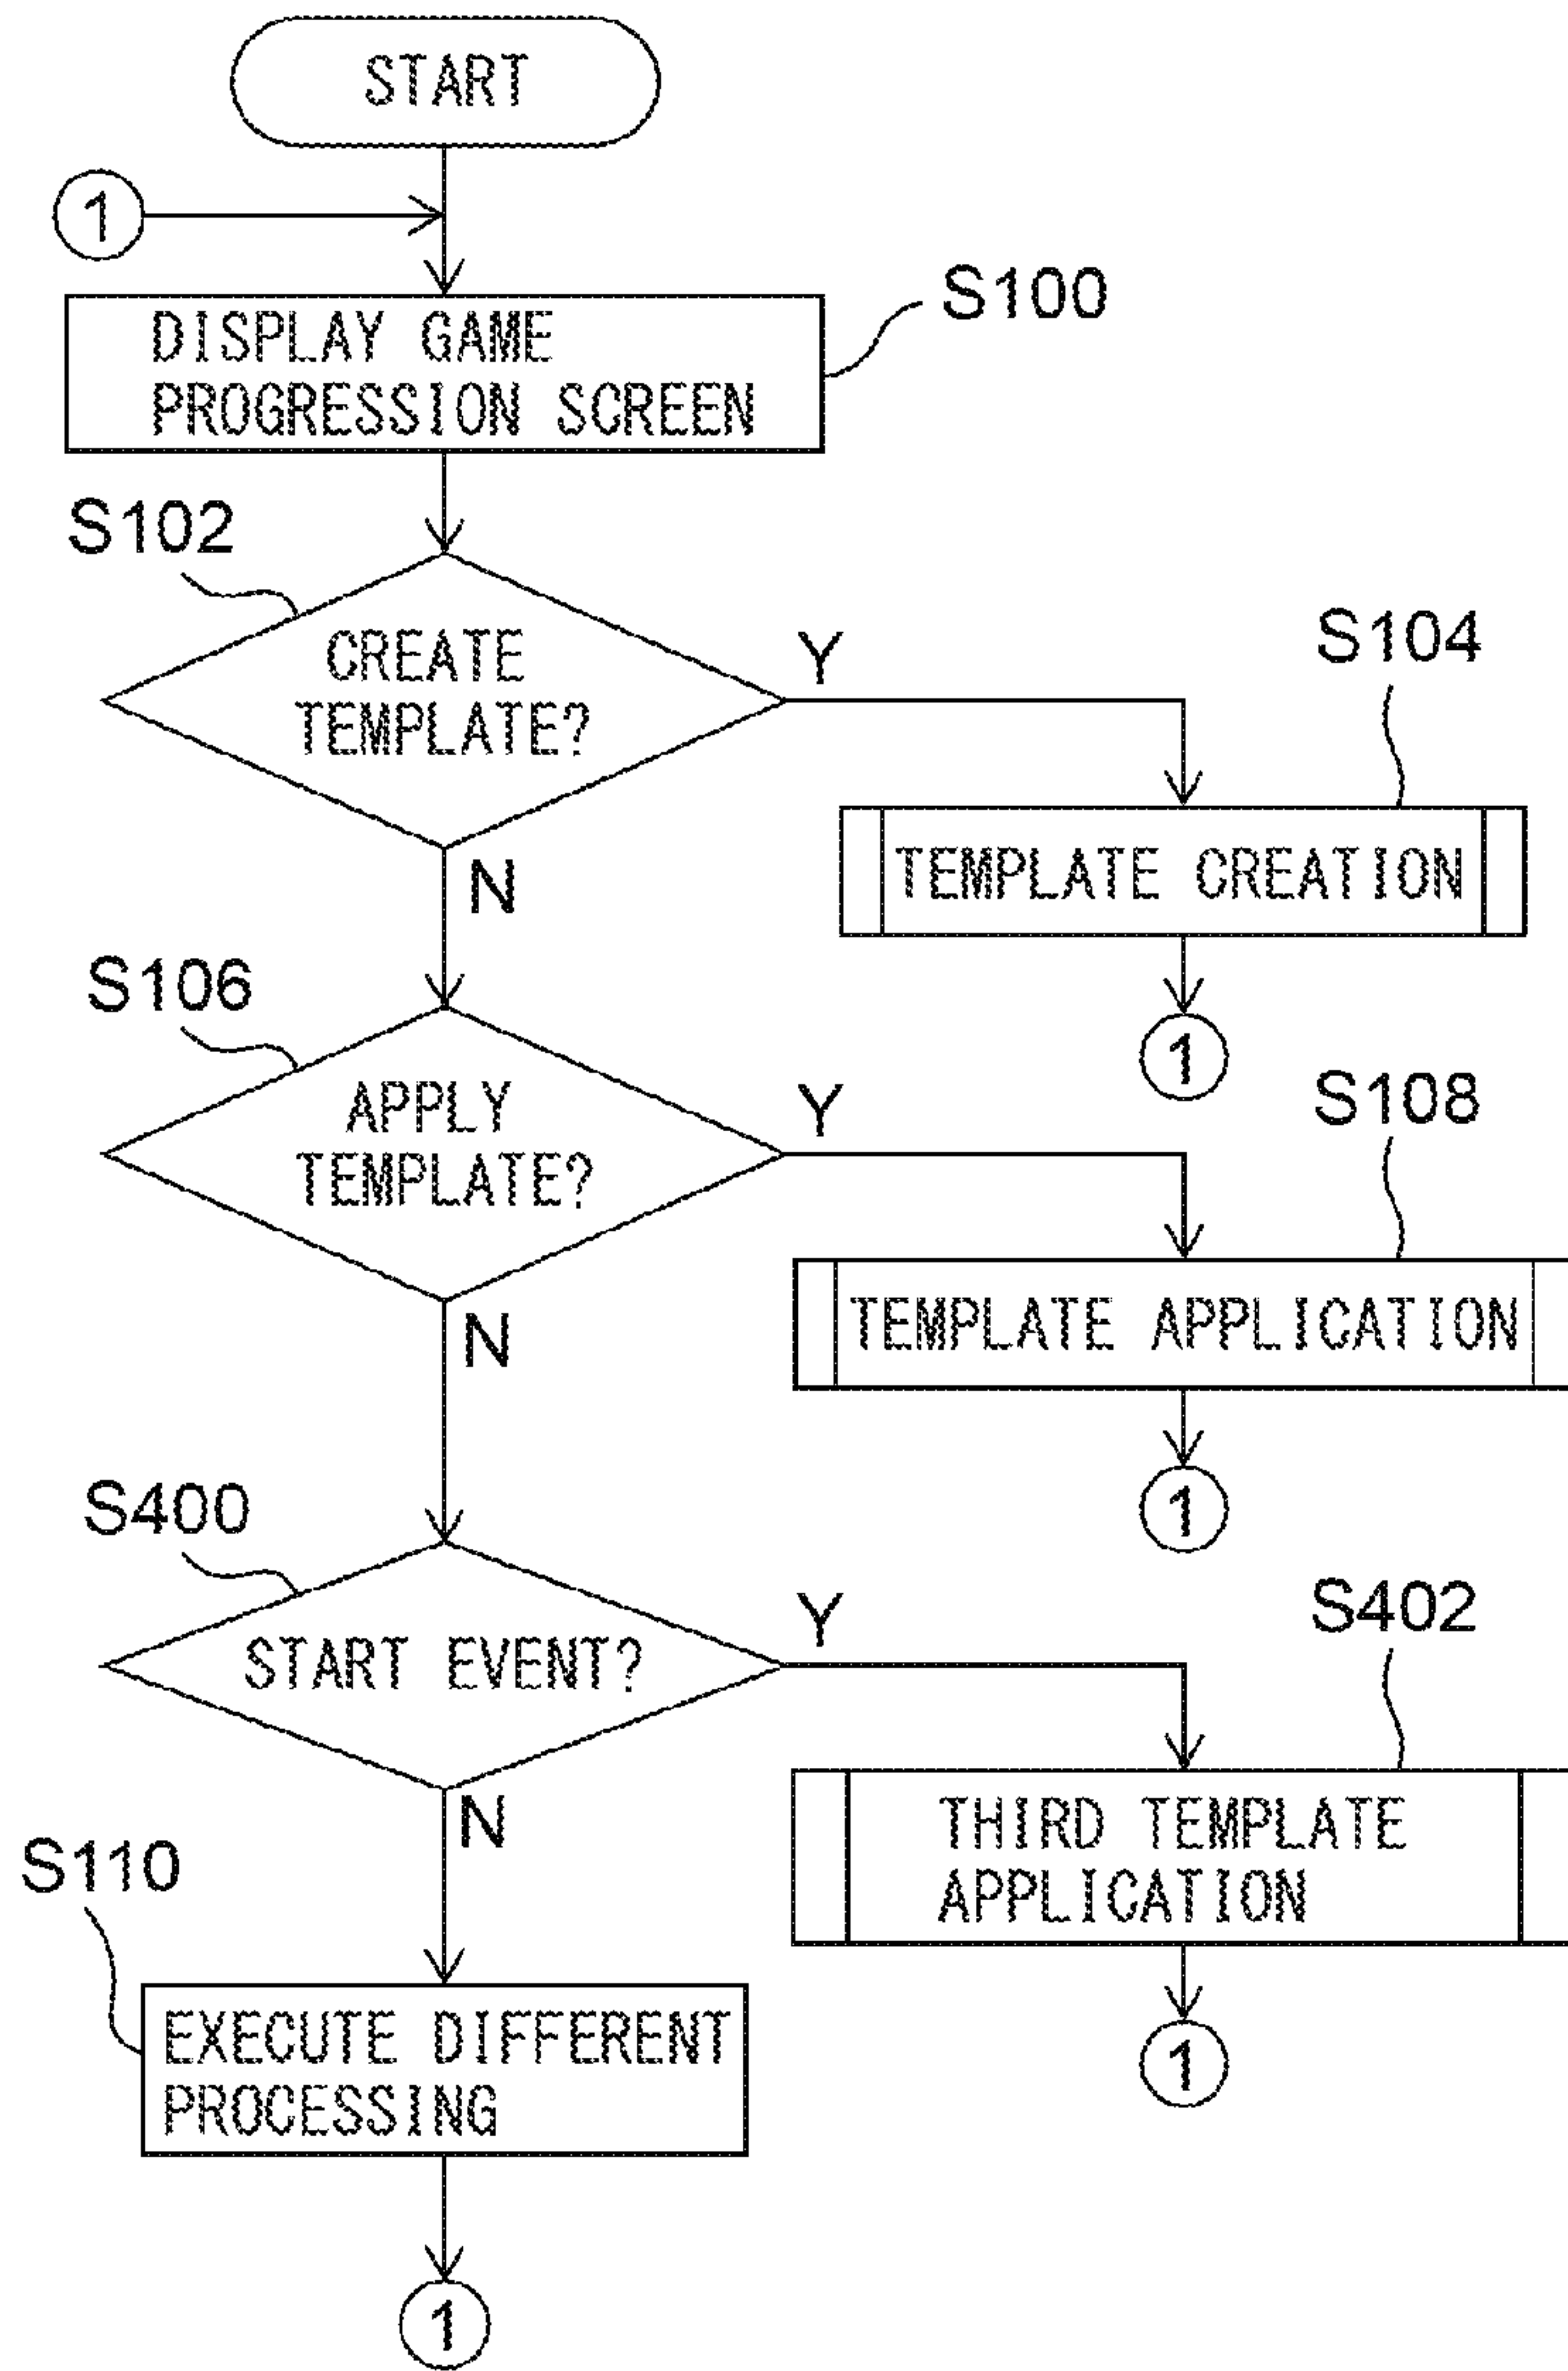 START
1
S100
DISPLAY GAME
PROGRESSION SCREEN
S102
CREATE
TEMPLATE?
Y
S104
TEMPLATE CREATION
1
N
S106
APPLY
TEMPLATE?
Y
S108
TEMPLATE APPLICATION
1
N
S400
START EVENT?
Y
S402
THIRD TEMPLATE
APPLICATION
1
N
S110
EXECUTE DIFFERENT
PROCESSING
1